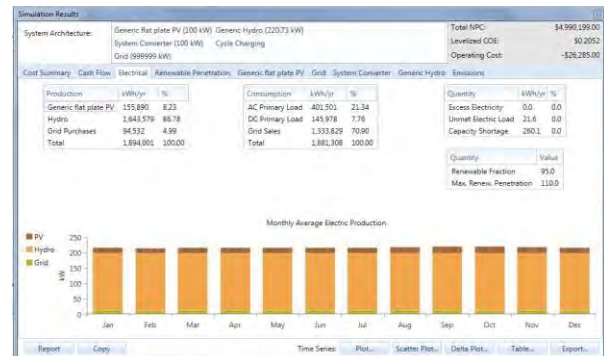 Simulation Results
System Architecture:
Generic flat plate PV (100 kW) Generic Hydro (220.73 kW)
System Converter (100 kW) Cycle Charging
Grid (999999 kW)
Total NPC: $4,990,199.00
Levelized COE: $0.2052
Operating Cost: -$26,285.00
Cost Summary Cash Flow Electrical Renewable Penetration Generic flat plate PV Grid System Converter Generic Hydro Emissions
Production kWh/yr %
Generic flat plate PV 155,890 8.23
Hydro 1,643,579 86.78
Grid Purchases 94,532 4.99
Total 1,894,001 100.00
Consumption kWh/yr %
AC Primary Load 401,501 21.34
DC Primary Load 145,978 7.76
Grid Sales 1,333,829 70.90
Total 1,881,308 100.00
Quantity kWh/yr %
Excess Electricity 0.0 0.0
Unmet Electric Load 21.6 0.0
Capacity Shortage 260.1 0.0
Quantity Value
Renewable Fraction 95.0
Max. Renew. Penetration 110.0
Monthly Average Electric Production
PV
Hydro
Grid
kW
250
200
150
100
50
0
Jan Feb Mar Apr May Jun Jul Aug Sep Oct Nov Dec
Report Copy Time Series: Plot... Scatter Plot... Delta Plot... Table... Export...